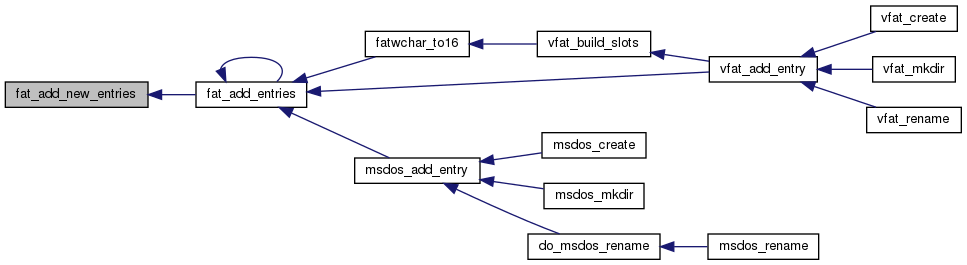 fat_add_new_entries
fat_add_entries
fatwchar_to16
vfat_build_slots
vfat_add_entry
vfat_create
vfat_mkdir
vfat_rename
msdos_add_entry
msdos_create
msdos_mkdir
do_msdos_rename
msdos_rename